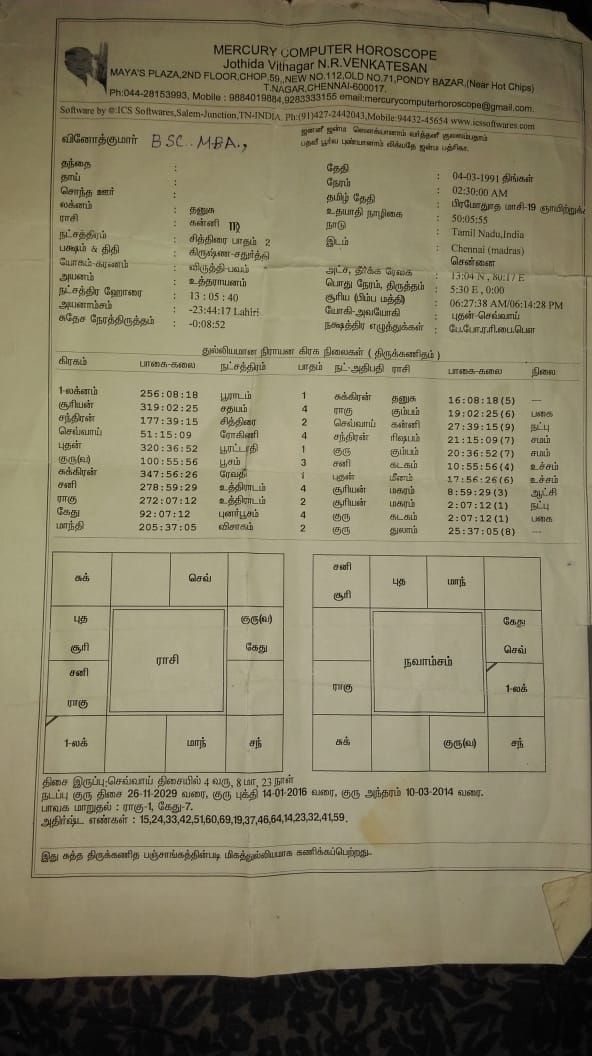 MERCURY COMPUTER HOROSCOPE
Jothida Vithagar N.R.VENKATESAN
MAYA'S PLAZA,2ND FLOOR,CHOP.59,,NEW NO.112,OLD NO.71,PONDY BAZAR,(Near Hot Chips)
T.NAGAR,CHENNAI-600017.
Ph:044-28153993, Mobile : 9884019884,9283333155 email:mercurycomputerhoroscope@gmail.com.
Software by ©:ICS Softwares,Salem-Junction,TN-INDIA. Ph:(91)427-2442043,Mobile:94432-45654 www.icssoftwares.com
ஜனனீ ஜன்ம ஸௌக்யானாம் வர்த்தனீ குலஸம்பதாம்
பதவீ பூர்வ புண்யானாம் லிக்யதே ஜன்ம பத்ரிகா.
வினோத்குமார் BSC.. MBA.,
தந்தை :
தாய் :
சொந்த ஊர் :
லக்னம் : தனுசு
ராசி : கன்னி ♍
நட்சத்திரம் : சித்திரை பாதம் 2
பக்ஷம் & திதி : கிருஷ்ண-சதுர்த்தி
யோகம்-கரணம் : விருத்தி-பவம்
அயனம் : உத்தராயனம்
நட்சத்திர ஹோரை : 13 : 05 : 40
அயனாம்சம் : -23:44:17 Lahiri
சுதேச நேரத்திருத்தம் : -0:08:52
தேதி : 04-03-1991 திங்கள்
நேரம் : 02:30:00 AM
தமிழ் தேதி : பிரமோதூத மாசி-19 ஞாயிற்றுக்
உதயாதி நாழிகை : 50:05:55
நாடு : Tamil Nadu,India
இடம் : Chennai (madras)
சென்னை
அட்ச, தீர்க்க ரேகை : 13:04 N , 80:17 E
பொது நேரம், திருத்தம் : 5:30 E , 0:00
சூரிய (பிம்ப மத்தி) : 06:27:38 AM/06:14:28 PM
யோகி-அவயோகி : புதன்-செவ்வாய்
நக்ஷத்திர எழுத்துக்கள் : பே.போ.ர.ரி.பை.பௌ
துல்லியமான நிராயன கிரக நிலைகள் ( திருக்கணிதம் )
கிரகம் பாகை-கலை நட்சத்திரம் பாதம் நட்-அதிபதி ராசி பாகை-கலை நிலை
1-லக்னம் 256:08:18 பூராடம் 1 சுக்கிரன் தனுசு 16:08:18(5) ---
சூரியன் 319:02:25 சதயம் 4 ராகு கும்பம் 19:02:25(6) பகை
சந்திரன் 177:39:15 சித்திரை 2 செவ்வாய் கன்னி 27:39:15(9) நட்பு
செவ்வாய் 51:15:09 ரோகிணி 4 சந்திரன் ரிஷபம் 21:15:09(7) சமம்
புதன் 320:36:52 பூரட்டாதி 1 குரு கும்பம் 20:36:52(7) சமம்
குரு(வ) 100:55:56 பூசம் 3 சனி கடகம் 10:55:56(4) உச்சம்
சுக்கிரன் 347:56:26 ரேவதி 1 புதன் மீனம் 17:56:26(6) உச்சம்
சனி 278:59:29 உத்திராடம் 4 சூரியன் மகரம் 8:59:29(3) ஆட்சி
ராகு 272:07:12 உத்திராடம் 2 சூரியன் மகரம் 2:07:12(1) நட்பு
கேது 92:07:12 புனர்பூசம் 4 குரு கடகம் 2:07:12(1) பகை
மாந்தி 205:37:05 விசாகம் 2 குரு துலாம் 25:37:05(8) ---
சுக் செவ்
புத
சூரி
குரு(வ)
கேது
ராசி
சனி
ராகு
1-லக் மாந் சந்
சனி
சூரி
புத மாந்
கேது
செவ்
நவாம்சம்
ராகு 1-லக்
சுக் குரு(வ) சந்
திசை இருப்பு:-செவ்வாய் திசையில் 4 வரு, 8 மா, 23 நாள்
நடப்பு குரு திசை 26-11-2029 வரை, குரு புக்தி 14-01-2016 வரை, குரு அந்தரம் 10-03-2014 வரை.
பாவக மாறுதல் : ராகு-1, கேது-7.
அதிர்ஷ்ட எண்கள் : 15,24,33,42,51,60,69,19,37,46,64,14,23,32,41,59,
இது சுத்த திருக்கணித பஞ்சாங்கத்தின்படி மிகத்துல்லியமாக கணிக்கப்பெற்றது.